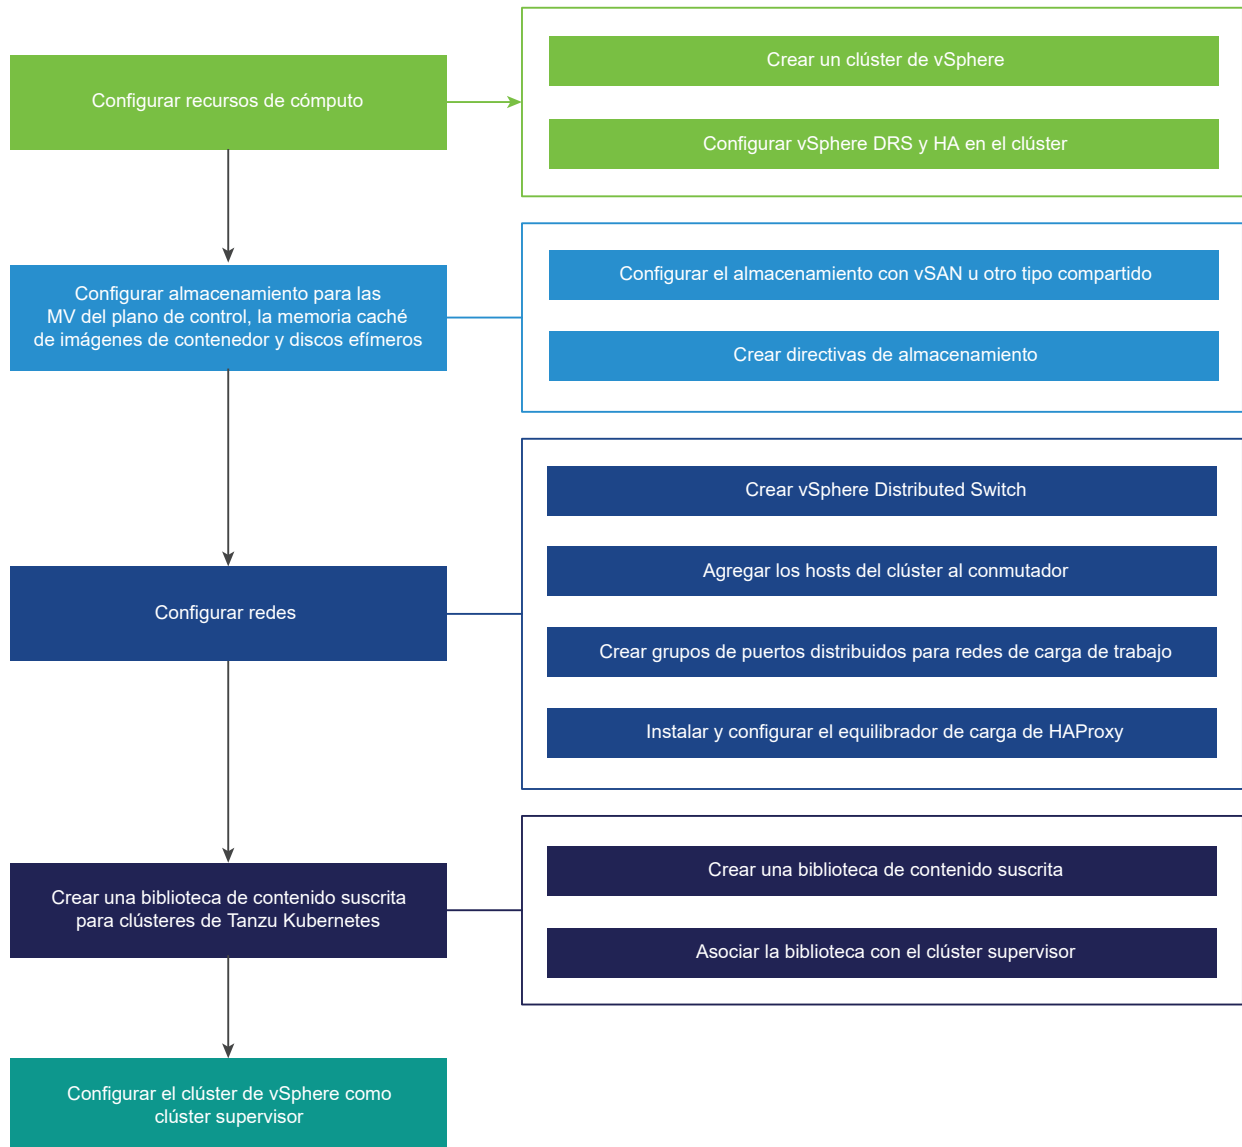 Configurar recursos de cómputo
Crear un clúster de vSphere
Configurar vSphere DRS y HA en el clúster
Configurar almacenamiento para las
MV del plano de control, la memoria caché
de imágenes de contenedor y discos efímeros
Configurar el almacenamiento con vSAN u otro tipo compartido
Crear directivas de almacenamiento
Configurar redes
Crear vSphere Distributed Switch
Agregar los hosts del clúster al conmutador
Crear grupos de puertos distribuidos para redes de carga de trabajo
Instalar y configurar el equilibrador de carga de HAProxy
Crear una biblioteca de contenido suscrita
para clústeres de Tanzu Kubernetes
Crear una biblioteca de contenido suscrita
Asociar la biblioteca con el clúster supervisor
Configurar el clúster de vSphere como
clúster supervisor